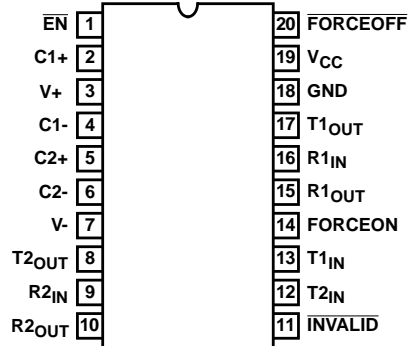 EN 1 20 FORCEOFF
C1+ 2 19 VCC
V+ 3 18 GND
C1- 4 17 T1OUT
C2+ 5 16 R1IN
C2- 6 15 R1OUT
V- 7 14 FORCEON
T2OUT 8 13 T1IN
R2IN 9 12 T2IN
R2OUT 10 11 INVALID